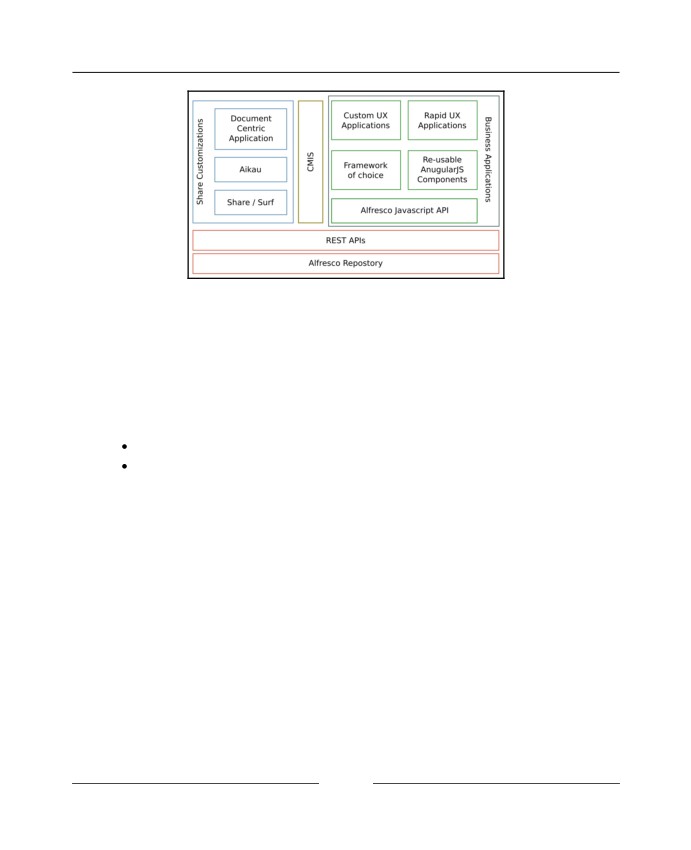 Share Customizations
Document
Centric
Application
Aikau
Share / Surf
CMIS
Custom UX
Applications
Rapid UX
Applications
Framework
of choice
Re-usable
AnugularJS
Components
Alfresco Javascript API
Business Applications
REST APIs
Alfresco Repostory